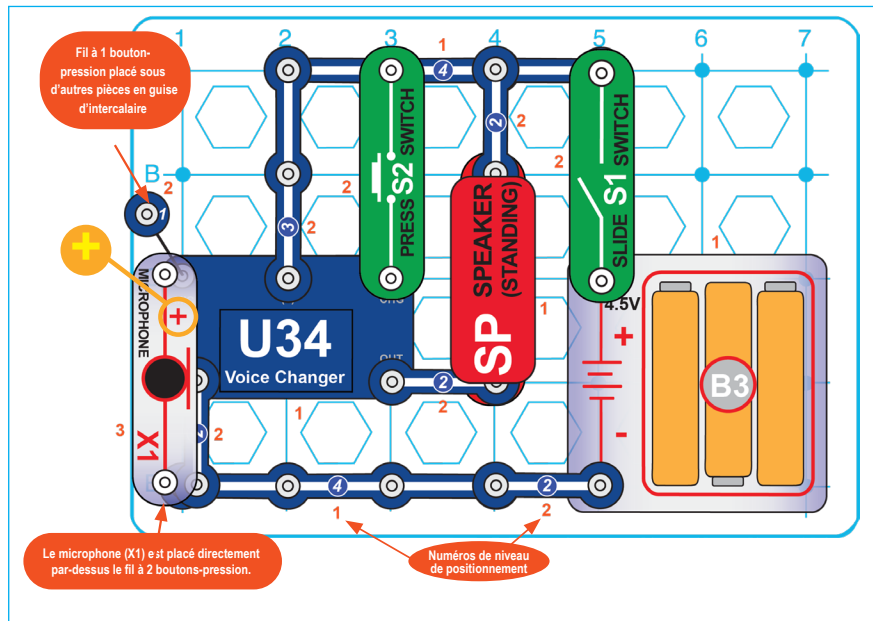 Fil à 1 bouton-
pression placé sous
d'autres pièces en guise
d'intercalaire
1 2 3 4 5 6 7
1
4
2
2
B
2
1
2
3
2
2
PRESS S2 SWITCH
SP SPEAKER
(STANDING)
SLIDE S1 SWITCH
1
+
MICROPHONE
+
X1
3
U34
Voice Changer
OUT
1
2
2
1
2
2
4.5V
+
-
B3
4
1
2
2
Le microphone (X1) est placé directement
par-dessus le fil à 2 boutons-pression.
Numéros de niveau
de positionnement